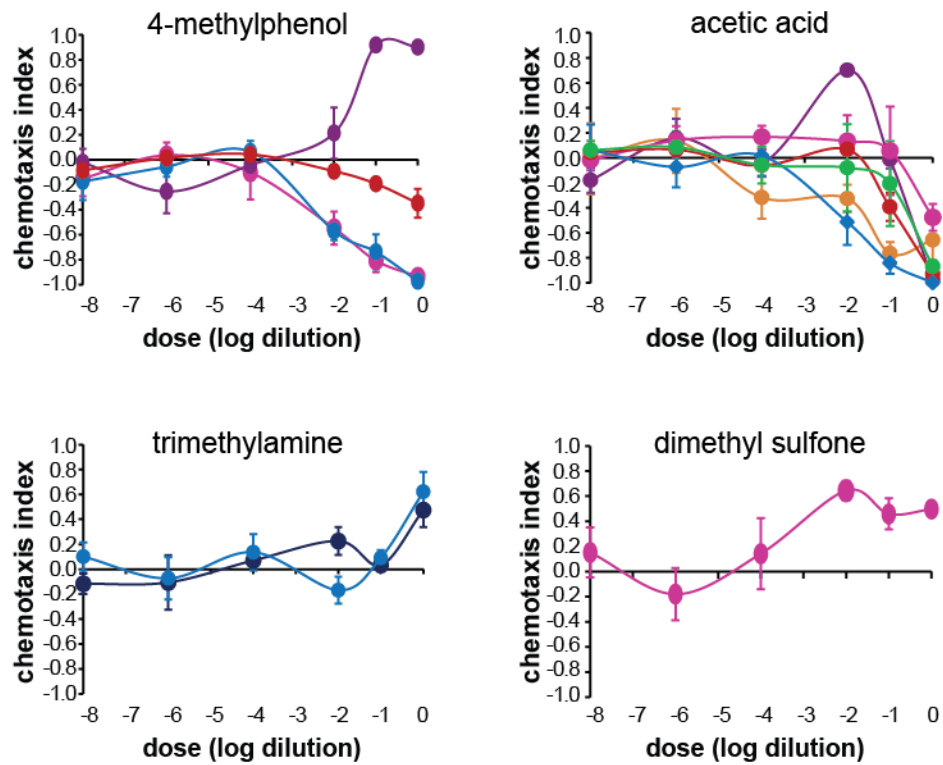 4-methylphenol
chemotaxis index
1.0
0.8
0.6
0.4
0.2
0.0
-0.2
-0.4
-0.6
-0.8
-1.0
-8 -7 -6 -5 -4 -3 -2 -1 0
dose (log dilution)
acetic acid
chemotaxis index
1.0
0.8
0.6
0.4
0.2
0.0
-0.2
-0.4
-0.6
-0.8
-1.0
-8 -7 -6 -5 -4 -3 -2 -1 0
dose (log dilution)
trimethylamine
chemotaxis index
1.0
0.8
0.6
0.4
0.2
0.0
-0.2
-0.4
-0.6
-0.8
-1.0
-8 -7 -6 -5 -4 -3 -2 -1 0
dose (log dilution)
dimethyl sulfone
chemotaxis index
1.0
0.8
0.6
0.4
0.2
0.0
-0.2
-0.4
-0.6
-0.8
-1.0
-8 -7 -6 -5 -4 -3 -2 -1 0
dose (log dilution)